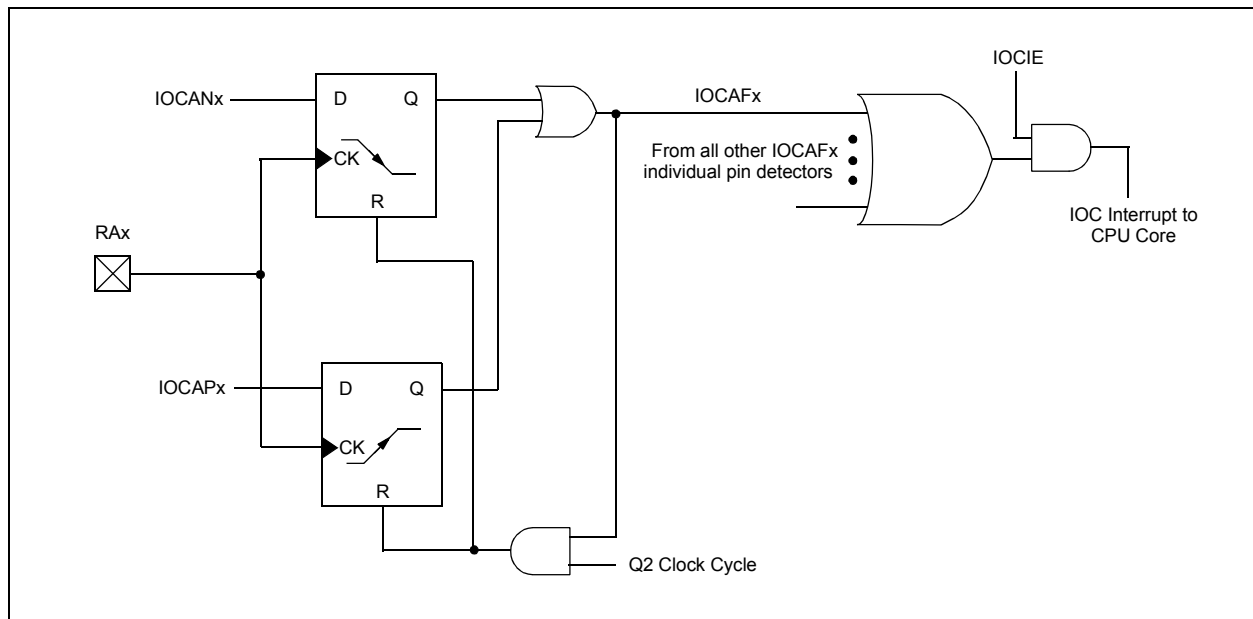 IOCIE
IOCANx
D
Q
IOCAFx
CK
From all other IOCAFx
individual pin detectors
R
IOC Interrupt to
CPU Core
RAx
IOCAPx
D
Q
CK
R
Q2 Clock Cycle